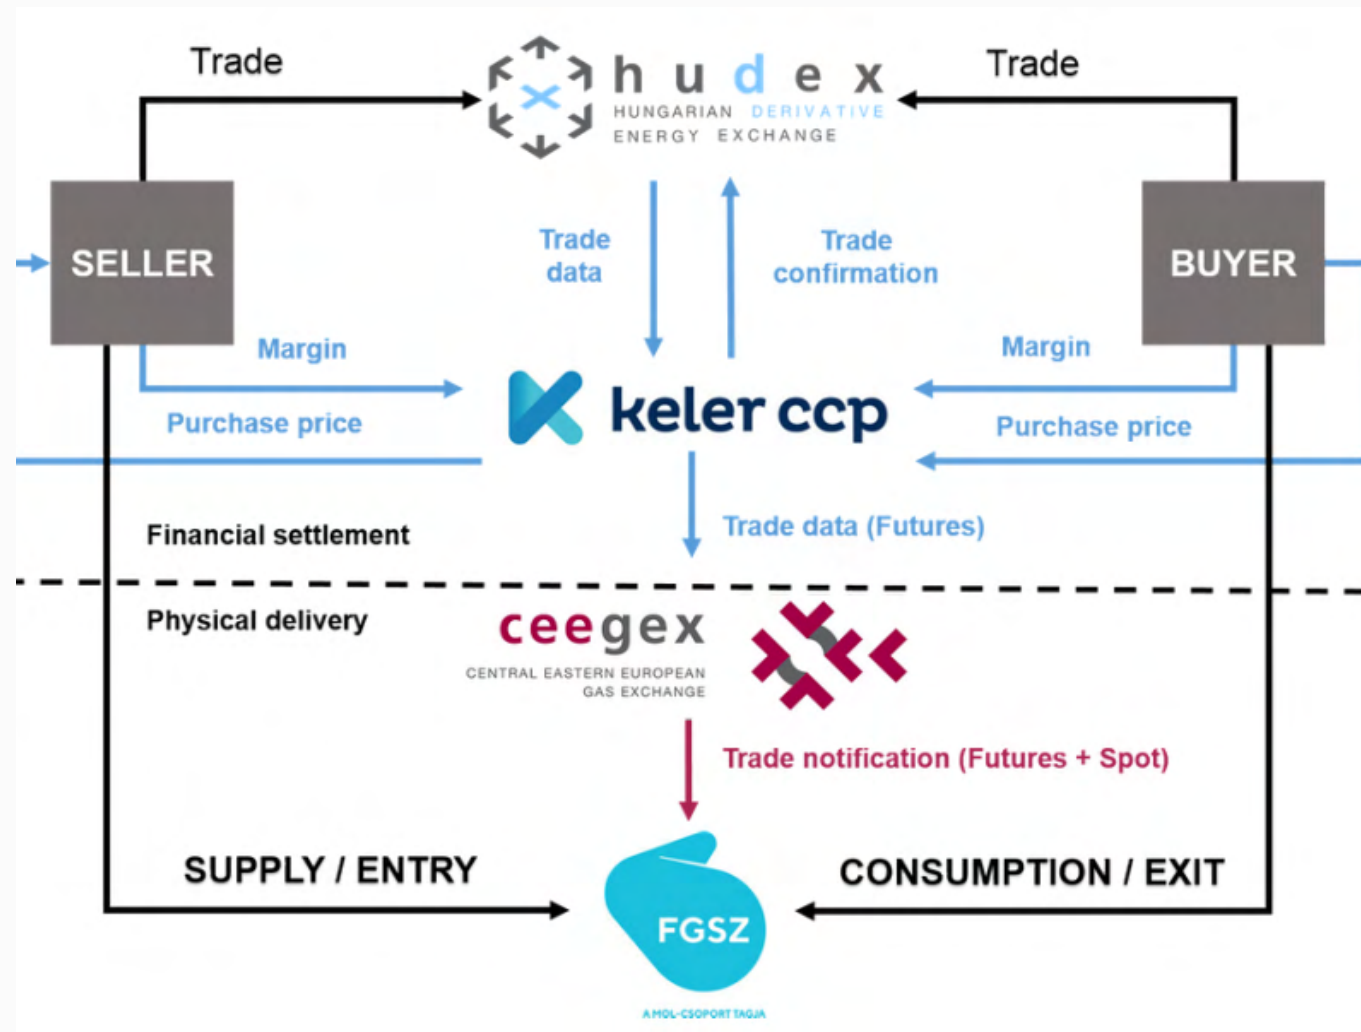 Trade
hudex
HUNGARIAN DERIVATIVE
ENERGY EXCHANGE
Trade
SELLER
Trade
data
Trade
confirmation
BUYER
Margin
Purchase price
keler ccp
Margin
Purchase price
Trade data (Futures)
Financial settlement
Physical delivery
ceegex
CENTRAL EASTERN EUROPEAN
GAS EXCHANGE
Trade notification (Futures + Spot)
SUPPLY / ENTRY
CONSUMPTION / EXIT
FGSZ
A MOL-CSOPORT TAGJA